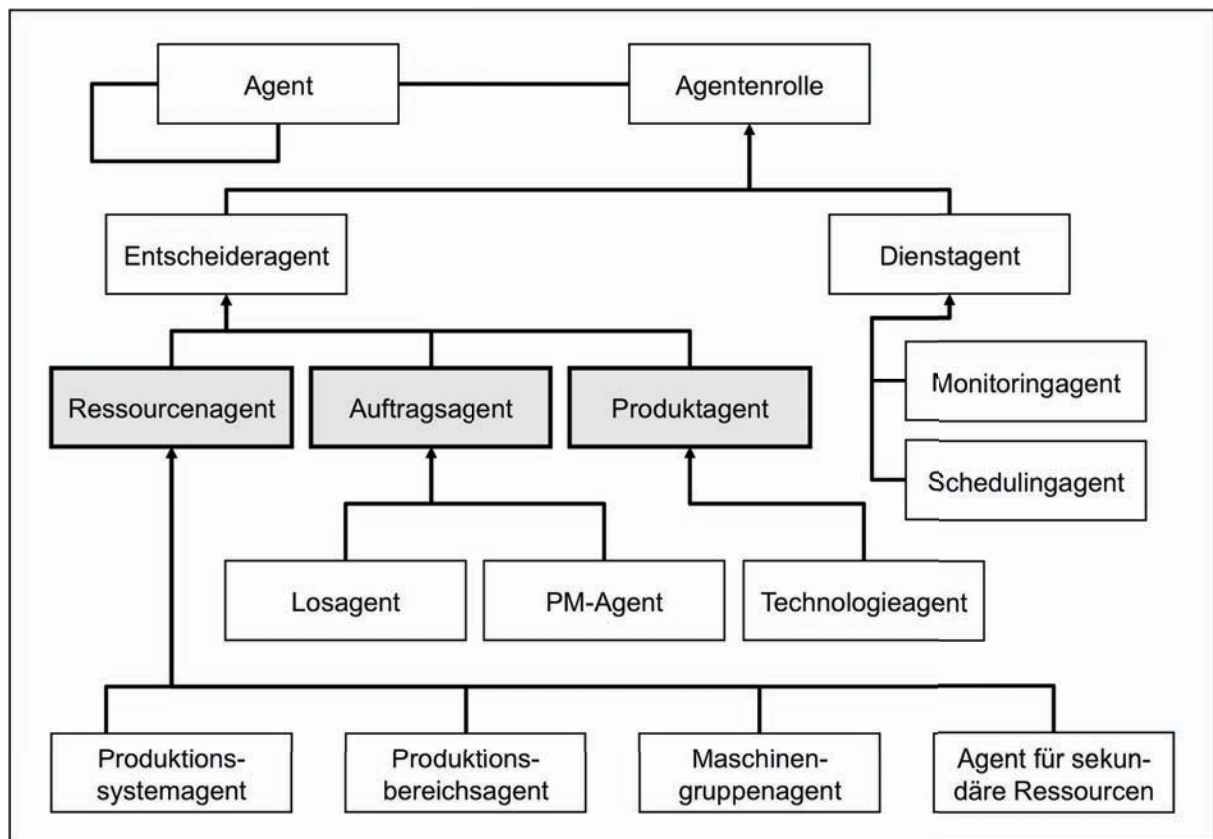 Agent
Agentenrolle
Entscheideragent
Dienstagent
Ressourcenagent
Auftragsagent
Produktagent
Monitoringagent
Schedulingagent
Losagent
PM-Agent
Technologieagent
Produktions-
systemagent
Produktions-
bereichsagent
Maschinen-
gruppenagent
Agent für sekun-
däre Ressourcen